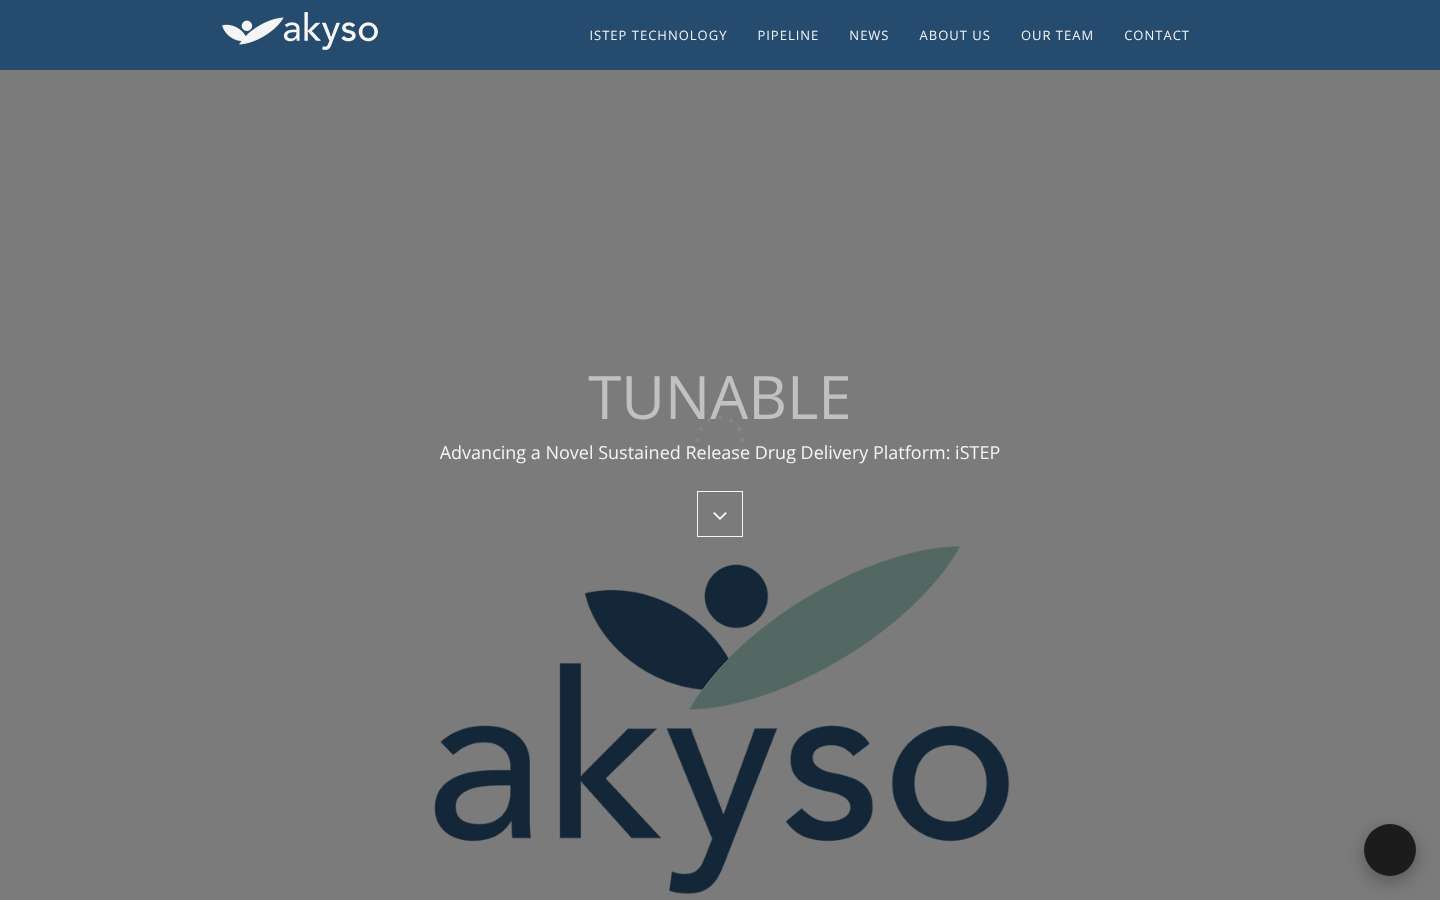 akyso
ISTEP TECHNOLOGY PIPELINE NEWS ABOUT US OUR TEAM CONTACT
TUNABLE
Advancing a Novel Sustained Release Drug Delivery Platform: iSTEP
akyso